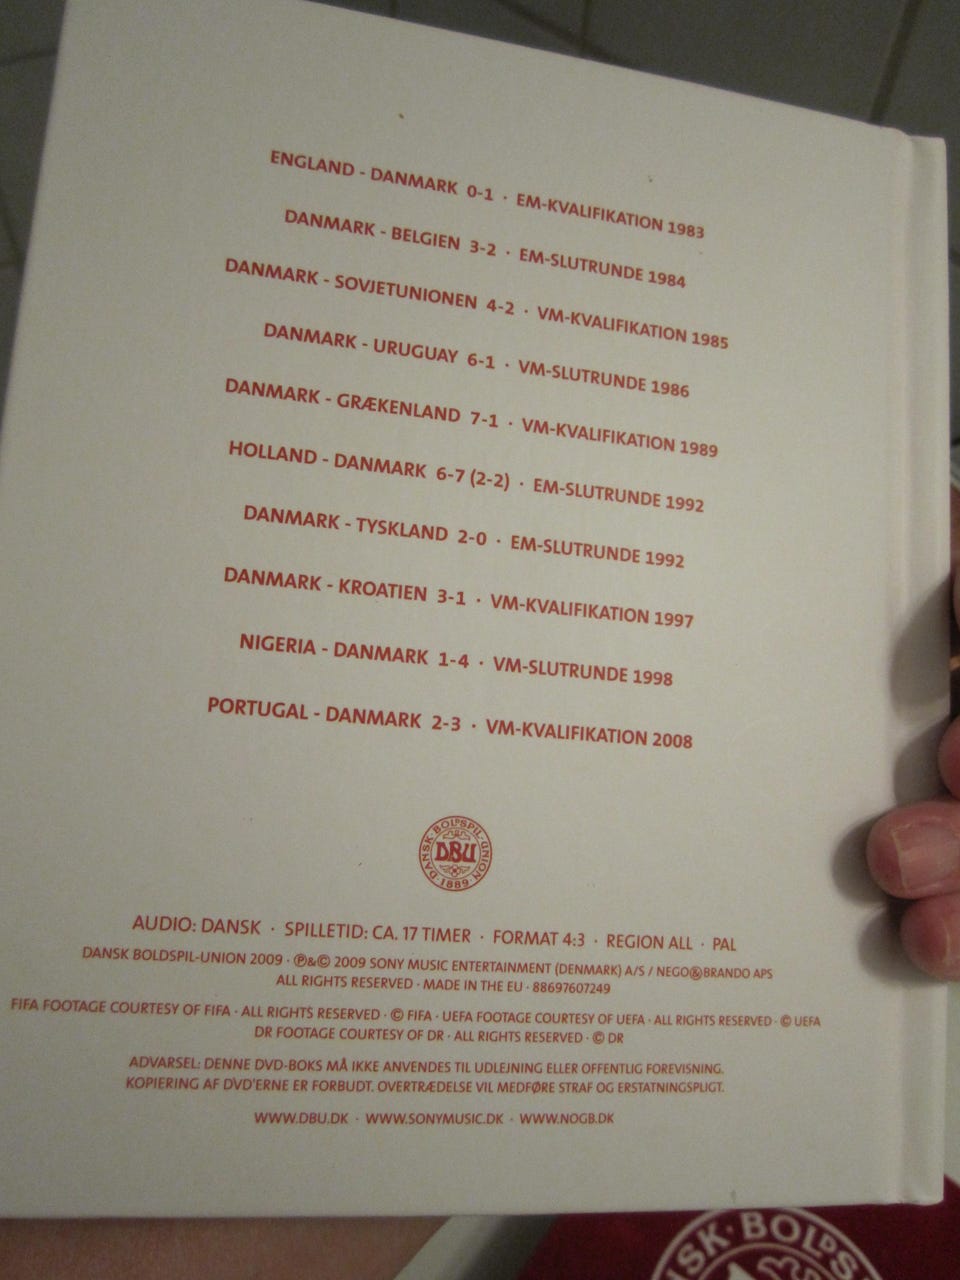 ENGLAND - DANMARK 0-1 · EM-KVALIFIKATION 1983
DANMARK - BELGIEN 3-2 · EM-SLUTRUNDE 1984
DANMARK - SOVJETUNIONEN 4-2 · VM-KVALIFIKATION 1985
DANMARK - URUGUAY 6-1 · VM-SLUTRUNDE 1986
DANMARK - GRÆKENLAND 7-1 · VM-KVALIFIKATION 1989
HOLLAND - DANMARK 6-7 (2-2) · EM-SLUTRUNDE 1992
DANMARK - TYSKLAND 2-0 · EM-SLUTRUNDE 1992
DANMARK - KROATIEN 3-1 · VM-KVALIFIKATION 1997
NIGERIA - DANMARK 1-4 · VM-SLUTRUNDE 1998
PORTUGAL - DANMARK 2-3 · VM-KVALIFIKATION 2008
DANSK · BOLDSPIL · UNION
DBU
· 1889 ·
AUDIO: DANSK · SPILLETID: CA. 17 TIMER · FORMAT 4:3 · REGION ALL · PAL
DANSK BOLDSPIL-UNION 2009 · ℗&© 2009 SONY MUSIC ENTERTAINMENT (DENMARK) A/S / NEGO&BRANDO APS
ALL RIGHTS RESERVED · MADE IN THE EU · 88697607249
FIFA FOOTAGE COURTESY OF FIFA · ALL RIGHTS RESERVED · © FIFA · UEFA FOOTAGE COURTESY OF UEFA · ALL RIGHTS RESERVED · © UEFA
DR FOOTAGE COURTESY OF DR · ALL RIGHTS RESERVED · © DR
ADVARSEL: DENNE DVD-BOKS MÅ IKKE ANVENDES TIL UDLEJNING ELLER OFFENTLIG FOREVISNING.
KOPIERING AF DVD'ERNE ER FORBUDT. OVERTRÆDELSE VIL MEDFØRE STRAF OG ERSTATNINGSPLIGT.
WWW.DBU.DK · WWW.SONYMUSIC.DK · WWW.NOGB.DK